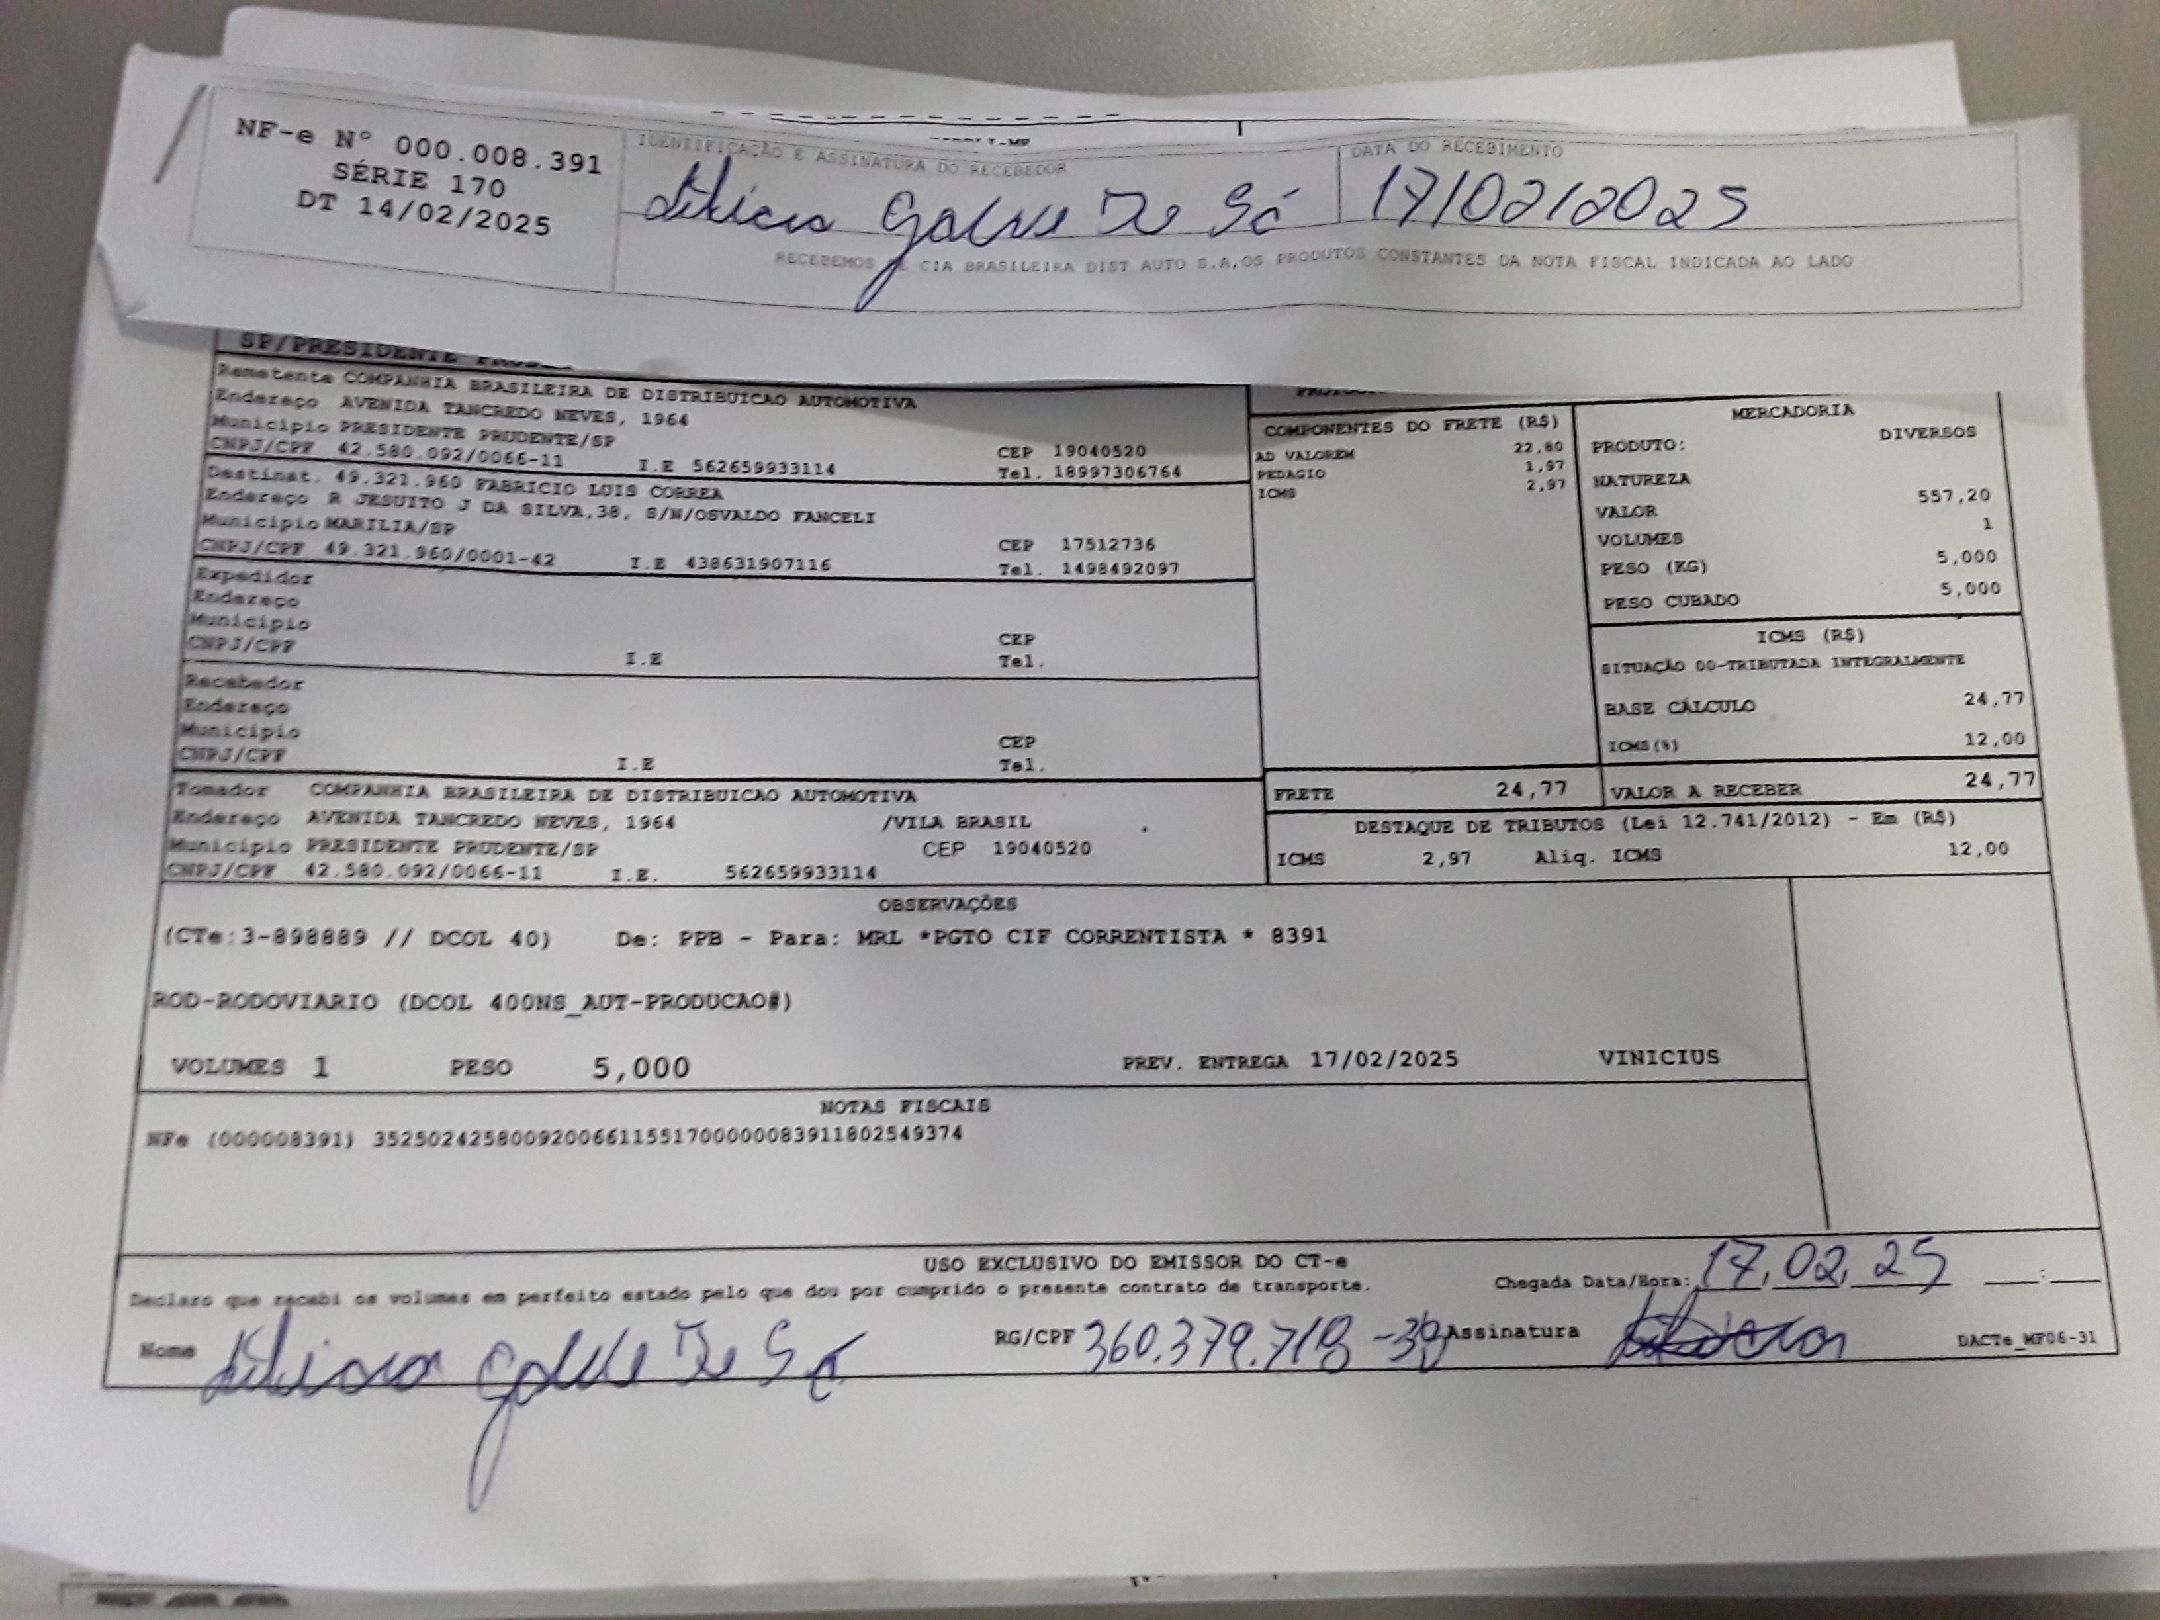 NF-e Nº 000.008.391
SÉRIE 170
DT 14/02/2025
IDENTIFICAÇÃO E ASSINATURA DO RECEBEDOR
De Sá
DATA DO RECEBIMENTO
17/02/2025
RECEBEMOS CIA BRASILEIRA DIST AUTO S.A,OS PRODUTOS CONSTANTES DA NOTA FISCAL INDICADA AO LADO
SP/PRESIDENTE
Remetente COMPANHIA BRASILEIRA DE DISTRIBUICAO AUTOMOTIVA
Endereço AVENIDA TANCREDO NEVES, 1964
Município PRESIDENTE PRUDENTE/SP CEP 19040520
CNPJ/CPF 42.580.092/0066-11 I.E 562659933114 Tel. 18997306764
Destinat. 49.321.960 FABRICIO LUIS CORREA
Endereço R JESUITO J DA SILVA,38, S/N/OSVALDO FANCELI
Município MARILIA/SP CEP 17512736
CNPJ/CPF 49.321.960/0001-42 I.E 438631907116 Tel. 1498492097
Expedidor
Endereço
Município CEP
CNPJ/CPF I.E Tel.
Recebedor
Endereço
Município CEP
CNPJ/CPF I.E Tel.
Tomador COMPANHIA BRASILEIRA DE DISTRIBUICAO AUTOMOTIVA
Endereço AVENIDA TANCREDO NEVES, 1964 /VILA BRASIL
Município PRESIDENTE PRUDENTE/SP CEP 19040520
CNPJ/CPF 42.580.092/0066-11 I.E. 562659933114
COMPONENTES DO FRETE (R$)
AD VALOREM 22,80
PEDAGIO 1,97
ICMS 2,97
MERCADORIA
PRODUTO: DIVERSOS
NATUREZA
VALOR 557,20
VOLUMES 1
PESO (KG) 5,000
PESO CUBADO 5,000
ICMS (R$)
SITUAÇÃO 00-TRIBUTADA INTEGRALMENTE
BASE CÁLCULO 24,77
ICMS(%) 12,00
FRETE 24,77 VALOR A RECEBER 24,77
DESTAQUE DE TRIBUTOS (Lei 12.741/2012) - Em (R$)
ICMS 2,97 Aliq. ICMS 12,00
OBSERVAÇÕES
(CTe:3-898889 // DCOL 40) De: PPB - Para: MRL *PGTO CIF CORRENTISTA * 8391
ROD-RODOVIARIO (DCOL 400NS_AUT-PRODUCAO#)
VOLUMES 1 PESO 5,000 PREV. ENTREGA 17/02/2025 VINICIUS
NOTAS FISCAIS
NFe (000008391) 35250242580092006611551700000083911802549374
USO EXCLUSIVO DO EMISSOR DO CT-e
Declaro que recebi os volumes em perfeito estado pelo que dou por cumprido o presente contrato de transporte. Chegada Data/Hora: 17,02,25 :
Nome De Sá RG/CPF Assinatura DACTe_MF06-31